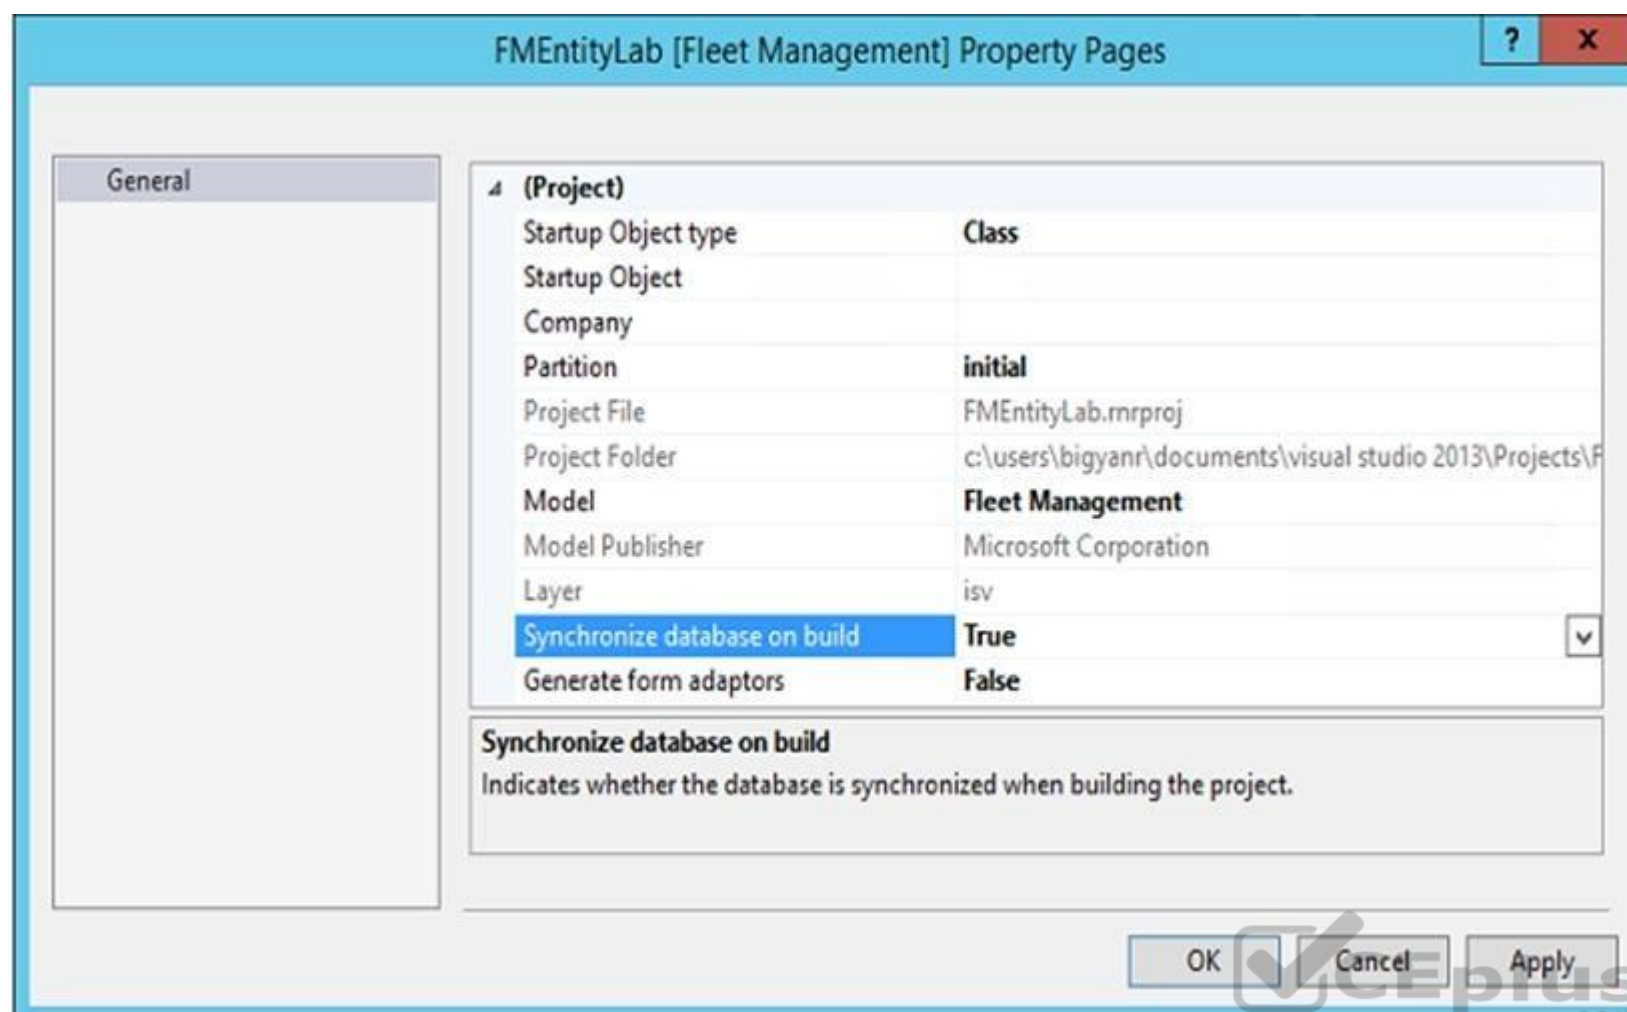 FMEntityLab [Fleet Management] Property Pages
? x
General
(Project)
Startup Object type Class
Startup Object
Company
Partition initial
Project File FMEntityLab.rnrproj
Project Folder c:\users\bigyanr\documents\visual studio 2013\Projects\F
Model Fleet Management
Model Publisher Microsoft Corporation
Layer isv
Synchronize database on build True
Generate form adaptors False
Synchronize database on build
Indicates whether the database is synchronized when building the project.
OK Cancel Apply
CEplus